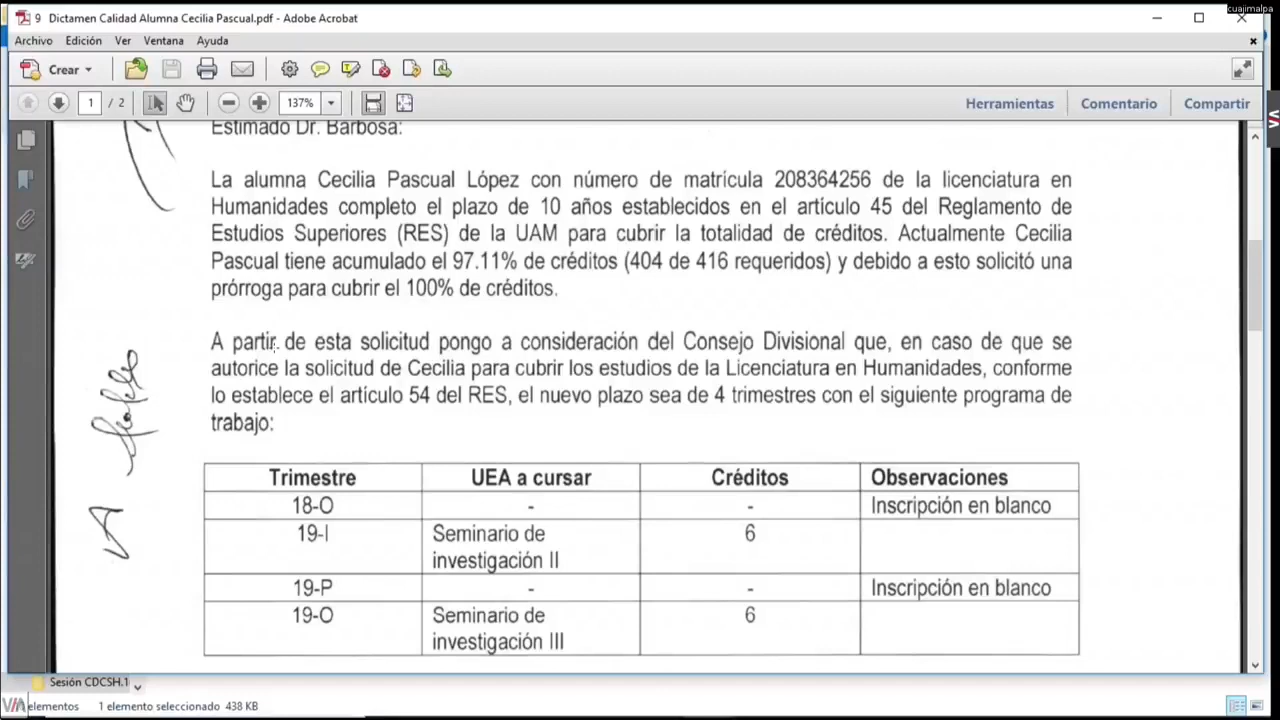 cuajimalpa
9 Dictamen Calidad Alumna Cecilia Pascual.pdf - Adobe Acrobat
Archivo Edición Ver Ventana Ayuda
Crear
1 / 2 137% Herramientas Comentario Compartir
Estimado Dr. Barbosa:
La alumna Cecilia Pascual López con número de matrícula 208364256 de la licenciatura en
Humanidades completo el plazo de 10 años establecidos en el artículo 45 del Reglamento de
Estudios Superiores (RES) de la UAM para cubrir la totalidad de créditos. Actualmente Cecilia
Pascual tiene acumulado el 97.11% de créditos (404 de 416 requeridos) y debido a esto solicitó una
prórroga para cubrir el 100% de créditos.
A partir de esta solicitud pongo a consideración del Consejo Divisional que, en caso de que se
autorice la solicitud de Cecilia para cubrir los estudios de la Licenciatura en Humanidades, conforme
lo establece el artículo 54 del RES, el nuevo plazo sea de 4 trimestres con el siguiente programa de
trabajo:
Trimestre UEA a cursar Créditos Observaciones
18-O - - Inscripción en blanco
19-I Seminario de 6
investigación II
19-P - - Inscripción en blanco
19-O Seminario de 6
investigación III
Sesión CDCSH.1
elementos 1 elemento seleccionado 438 KB